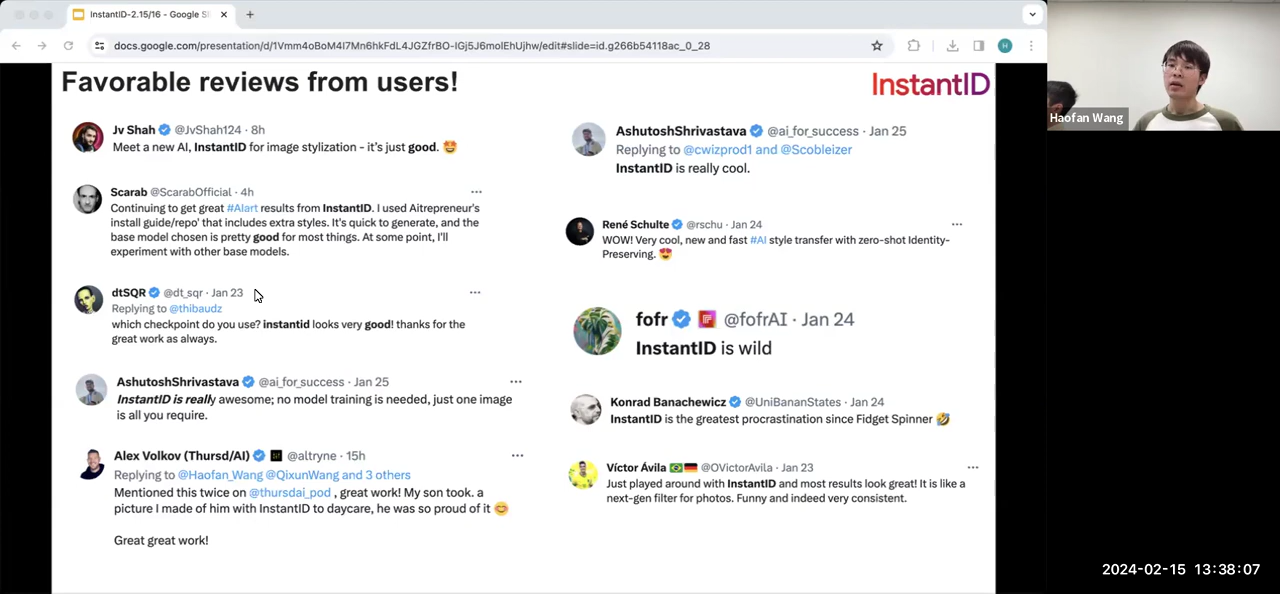 InstantID-2.15/16 - Google Sl
docs.google.com/presentation/d/1Vmm4oBoM4I7Mn6hkFdL4JGZfrBO-IGj5J6molEhUjhw/edit#slide=id.g266b54118ac_0_28
H
Favorable reviews from users!
InstantID
Jv Shah @JvShah124 · 8h
Meet a new AI, InstantID for image stylization - it's just good. 🤩
Scarab @ScarabOfficial · 4h
Continuing to get great #AIart results from InstantID. I used Aitrepreneur's
install guide/repo' that includes extra styles. It's quick to generate, and the
base model chosen is pretty good for most things. At some point, I'll
experiment with other base models.
dtSQR @dt_sqr · Jan 23
Replying to @thibaudz
which checkpoint do you use? instantid looks very good! thanks for the
great work as always.
AshutoshShrivastava @ai_for_success · Jan 25
InstantID is really awesome; no model training is needed, just one image
is all you require.
Alex Volkov (Thursd/AI) @altryne · 15h
Replying to @Haofan_Wang @QixunWang and 3 others
Mentioned this twice on @thursdai_pod , great work! My son took. a
picture I made of him with InstantID to daycare, he was so proud of it 😊
Great great work!
AshutoshShrivastava @ai_for_success · Jan 25
Replying to @cwizprod1 and @Scobleizer
InstantID is really cool.
René Schulte @rschu · Jan 24
WOW! Very cool, new and fast #AI style transfer with zero-shot Identity-
Preserving. 😍
fofr @fofrAI · Jan 24
InstantID is wild
Konrad Banachewicz @UniBananStates · Jan 24
InstantID is the greatest procrastination since Fidget Spinner 🤣
Víctor Ávila 🇧🇷🇩🇪 @OVictorAvila · Jan 23
Just played around with InstantID and most results look great! It is like a
next-gen filter for photos. Funny and indeed very consistent.
Haofan Wang
2024-02-15 13:38:07